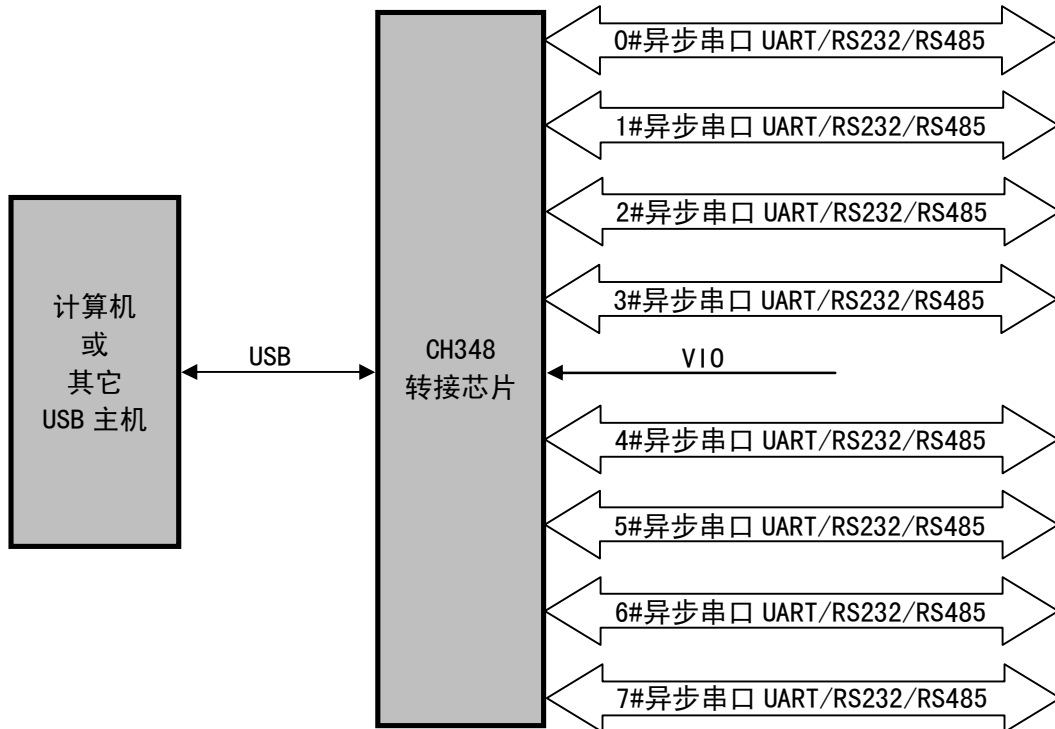 0#异步串口 UART/RS232/RS485
1#异步串口 UART/RS232/RS485
2#异步串口 UART/RS232/RS485
3#异步串口 UART/RS232/RS485
计算机
或
其它
USB 主机
USB
CH348
转接芯片
VIO
4#异步串口 UART/RS232/RS485
5#异步串口 UART/RS232/RS485
6#异步串口 UART/RS232/RS485
7#异步串口 UART/RS232/RS485